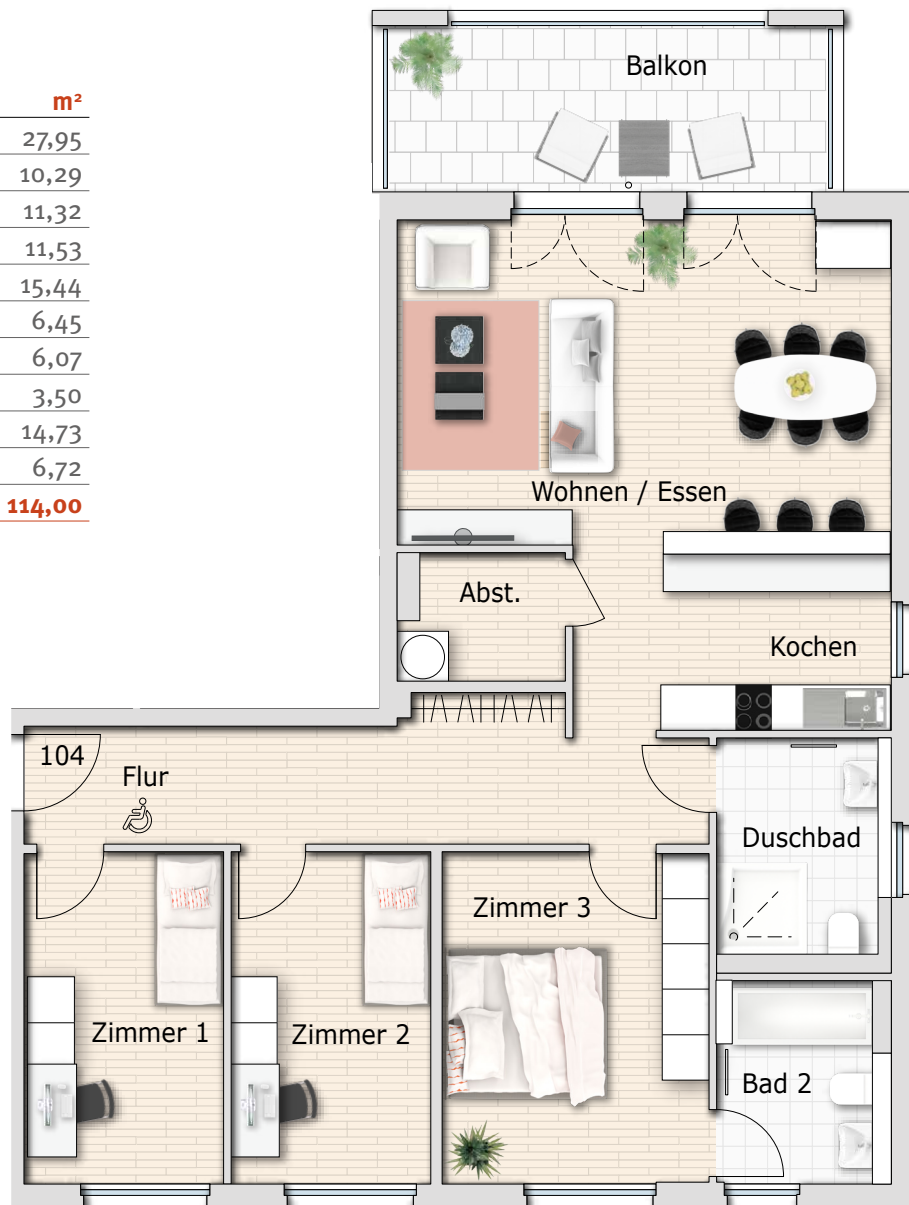 m²
27,95
10,29
11,32
11,53
15,44
6,45
6,07
3,50
14,73
6,72
114,00
Balkon
Wohnen / Essen
Abst.
Kochen
104
Flur
Duschbad
Zimmer 3
Zimmer 1
Zimmer 2
Bad 2